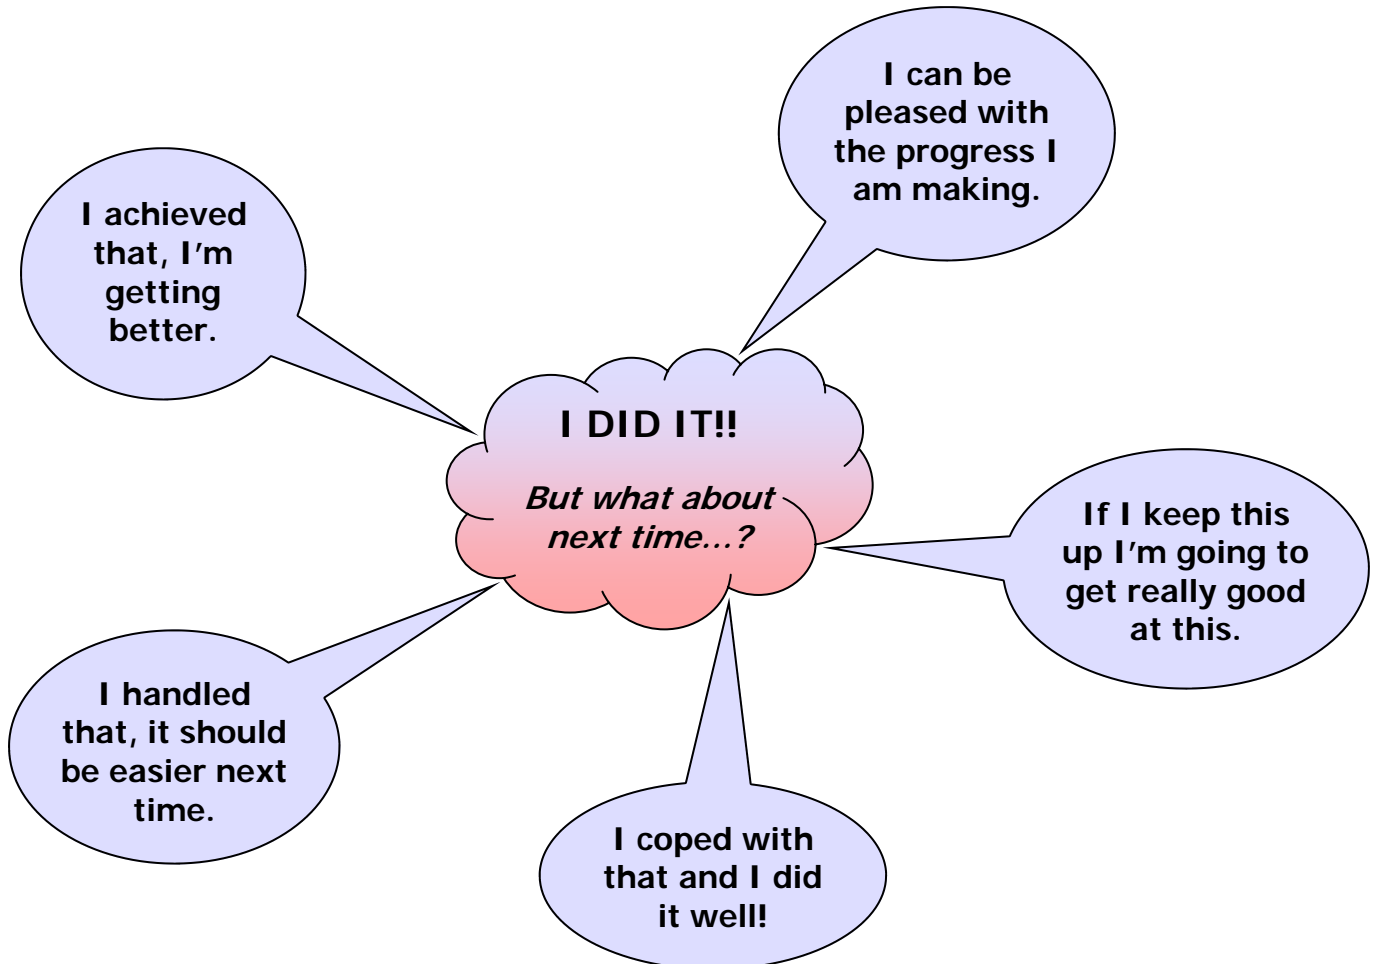 I can be
pleased with
the progress I
am making.
I achieved
that, I'm
getting
better.
I DID IT!!
But what about
next time...?
If I keep this
up I'm going to
get really good
at this.
I handled
that, it should
be easier next
time.
I coped with
that and I did
it well!